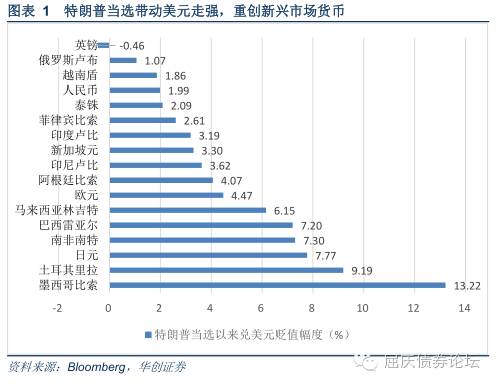 图表 1 特朗普当选带动美元走强，重创新兴市场货币
英镑 -0.46
俄罗斯卢布 1.07
越南盾 1.86
人民币 1.99
泰铢 2.09
菲律宾比索 2.61
印度卢比 3.19
新加坡元 3.30
印尼卢比 3.62
阿根廷比索 4.07
欧元 4.47
马来西亚林吉特 6.15
巴西雷亚尔 7.20
南非南特 7.30
日元 7.77
土耳其里拉 9.19
墨西哥比索 13.22
-2 0 2 4 6 8 10 12 14
特朗普当选以来兑美元贬值幅度（%）
资料来源：Bloomberg，华创证券
屈庆债券论坛